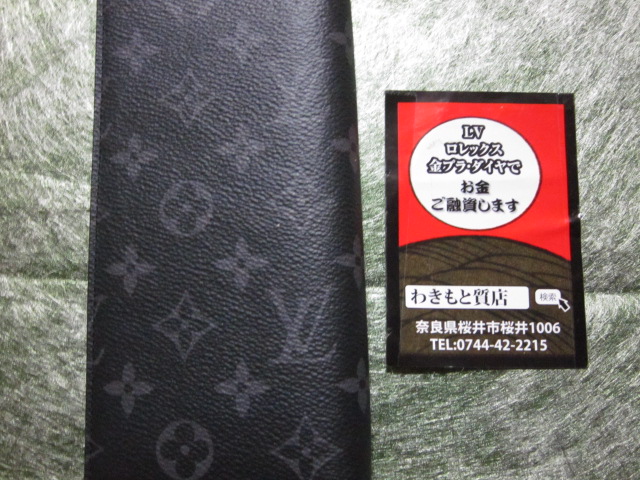 LV
ロレックス
金プラ・ダイヤで
お金
ご融資します
わきもと質店 検索
奈良県桜井市桜井1006
TEL:0744-42-2215